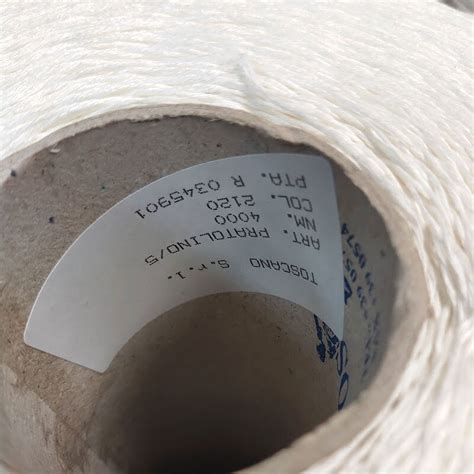 TOSCANO S.r.l.
ART. PRATOLINO/5
NM. 4000
COL. 2120
PTA. R 0345901